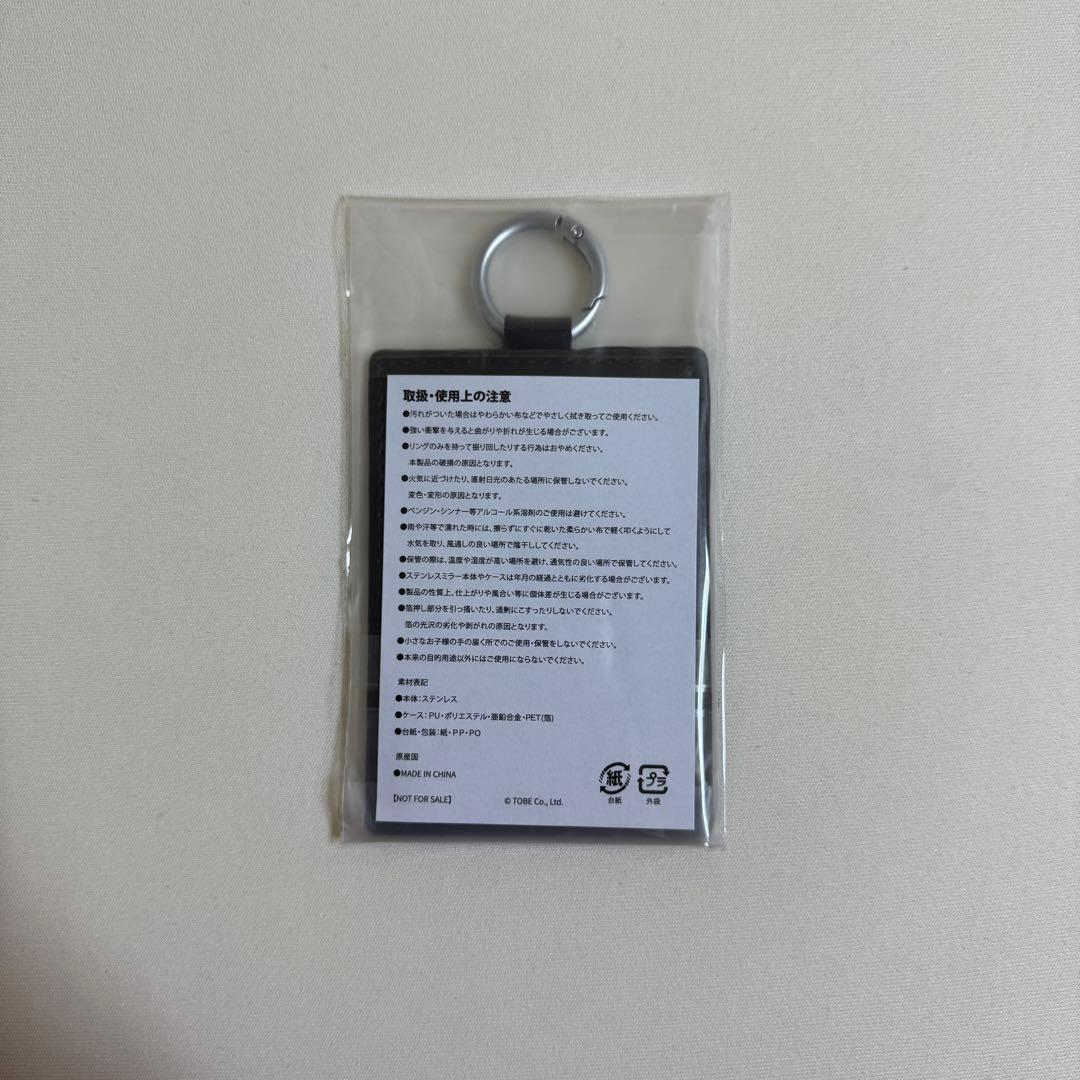 取扱・使用上の注意
●汚れがついた場合はやわらかい布などでやさしく拭き取ってご使用ください。
●強い衝撃を与えると曲がりや折れが生じる場合がございます。
●リングのみを持って振り回したりする行為はおやめください。
本製品の破損の原因となります。
●火気に近づけたり、直射日光のあたる場所に保管しないでください。
変色・変形の原因となります。
●ベンジン・シンナー等アルコール系溶剤のご使用は避けてください。
●雨や汗等で濡れた時には、擦らずにすぐに乾いた柔らかい布で軽く叩くようにして
水気を取り、風通しの良い場所で陰干ししてください。
●保管の際は、温度や湿度が高い場所を避け、通気性の良い場所で保管してください。
●ステンレスミラー本体やケースは年月の経過とともに劣化する場合がございます。
●製品の性質上、仕上がりや風合い等に個体差が生じる場合がございます。
●箔押し部分を引っ掻いたり、過剰にこすったりしないでください。
箔の光沢の劣化や剥がれの原因となります。
●小さなお子様の手の届く所でのご使用・保管をしないでください。
●本来の目的用途以外にはご使用にならないでください。
素材表記
●本体：ステンレス
●ケース：PU・ポリエステル・亜鉛合金・PET(箔)
●台紙・包装：紙・PP・PO
原産国
●MADE IN CHINA
【NOT FOR SALE】 © TOBE Co., Ltd.
紙 プラ
台紙 外袋